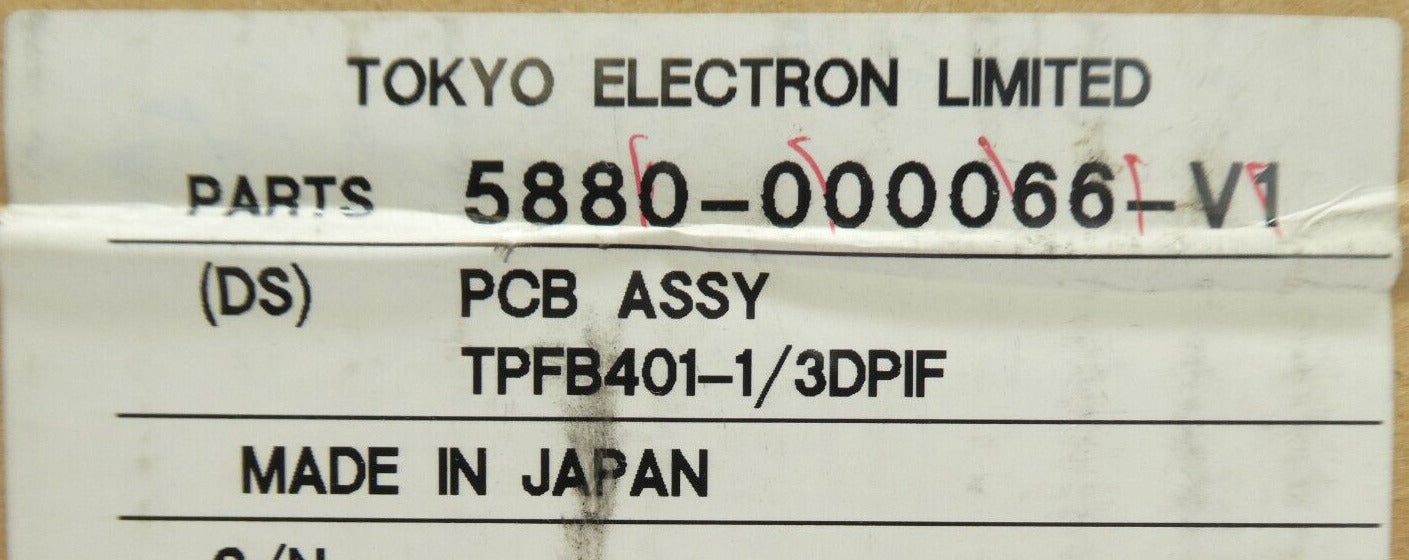 TOKYO ELECTRON LIMITED
PARTS 5880-000066-V1
(DS) PCB ASSY
TPFB401-1/3DPIF
MADE IN JAPAN
S/N